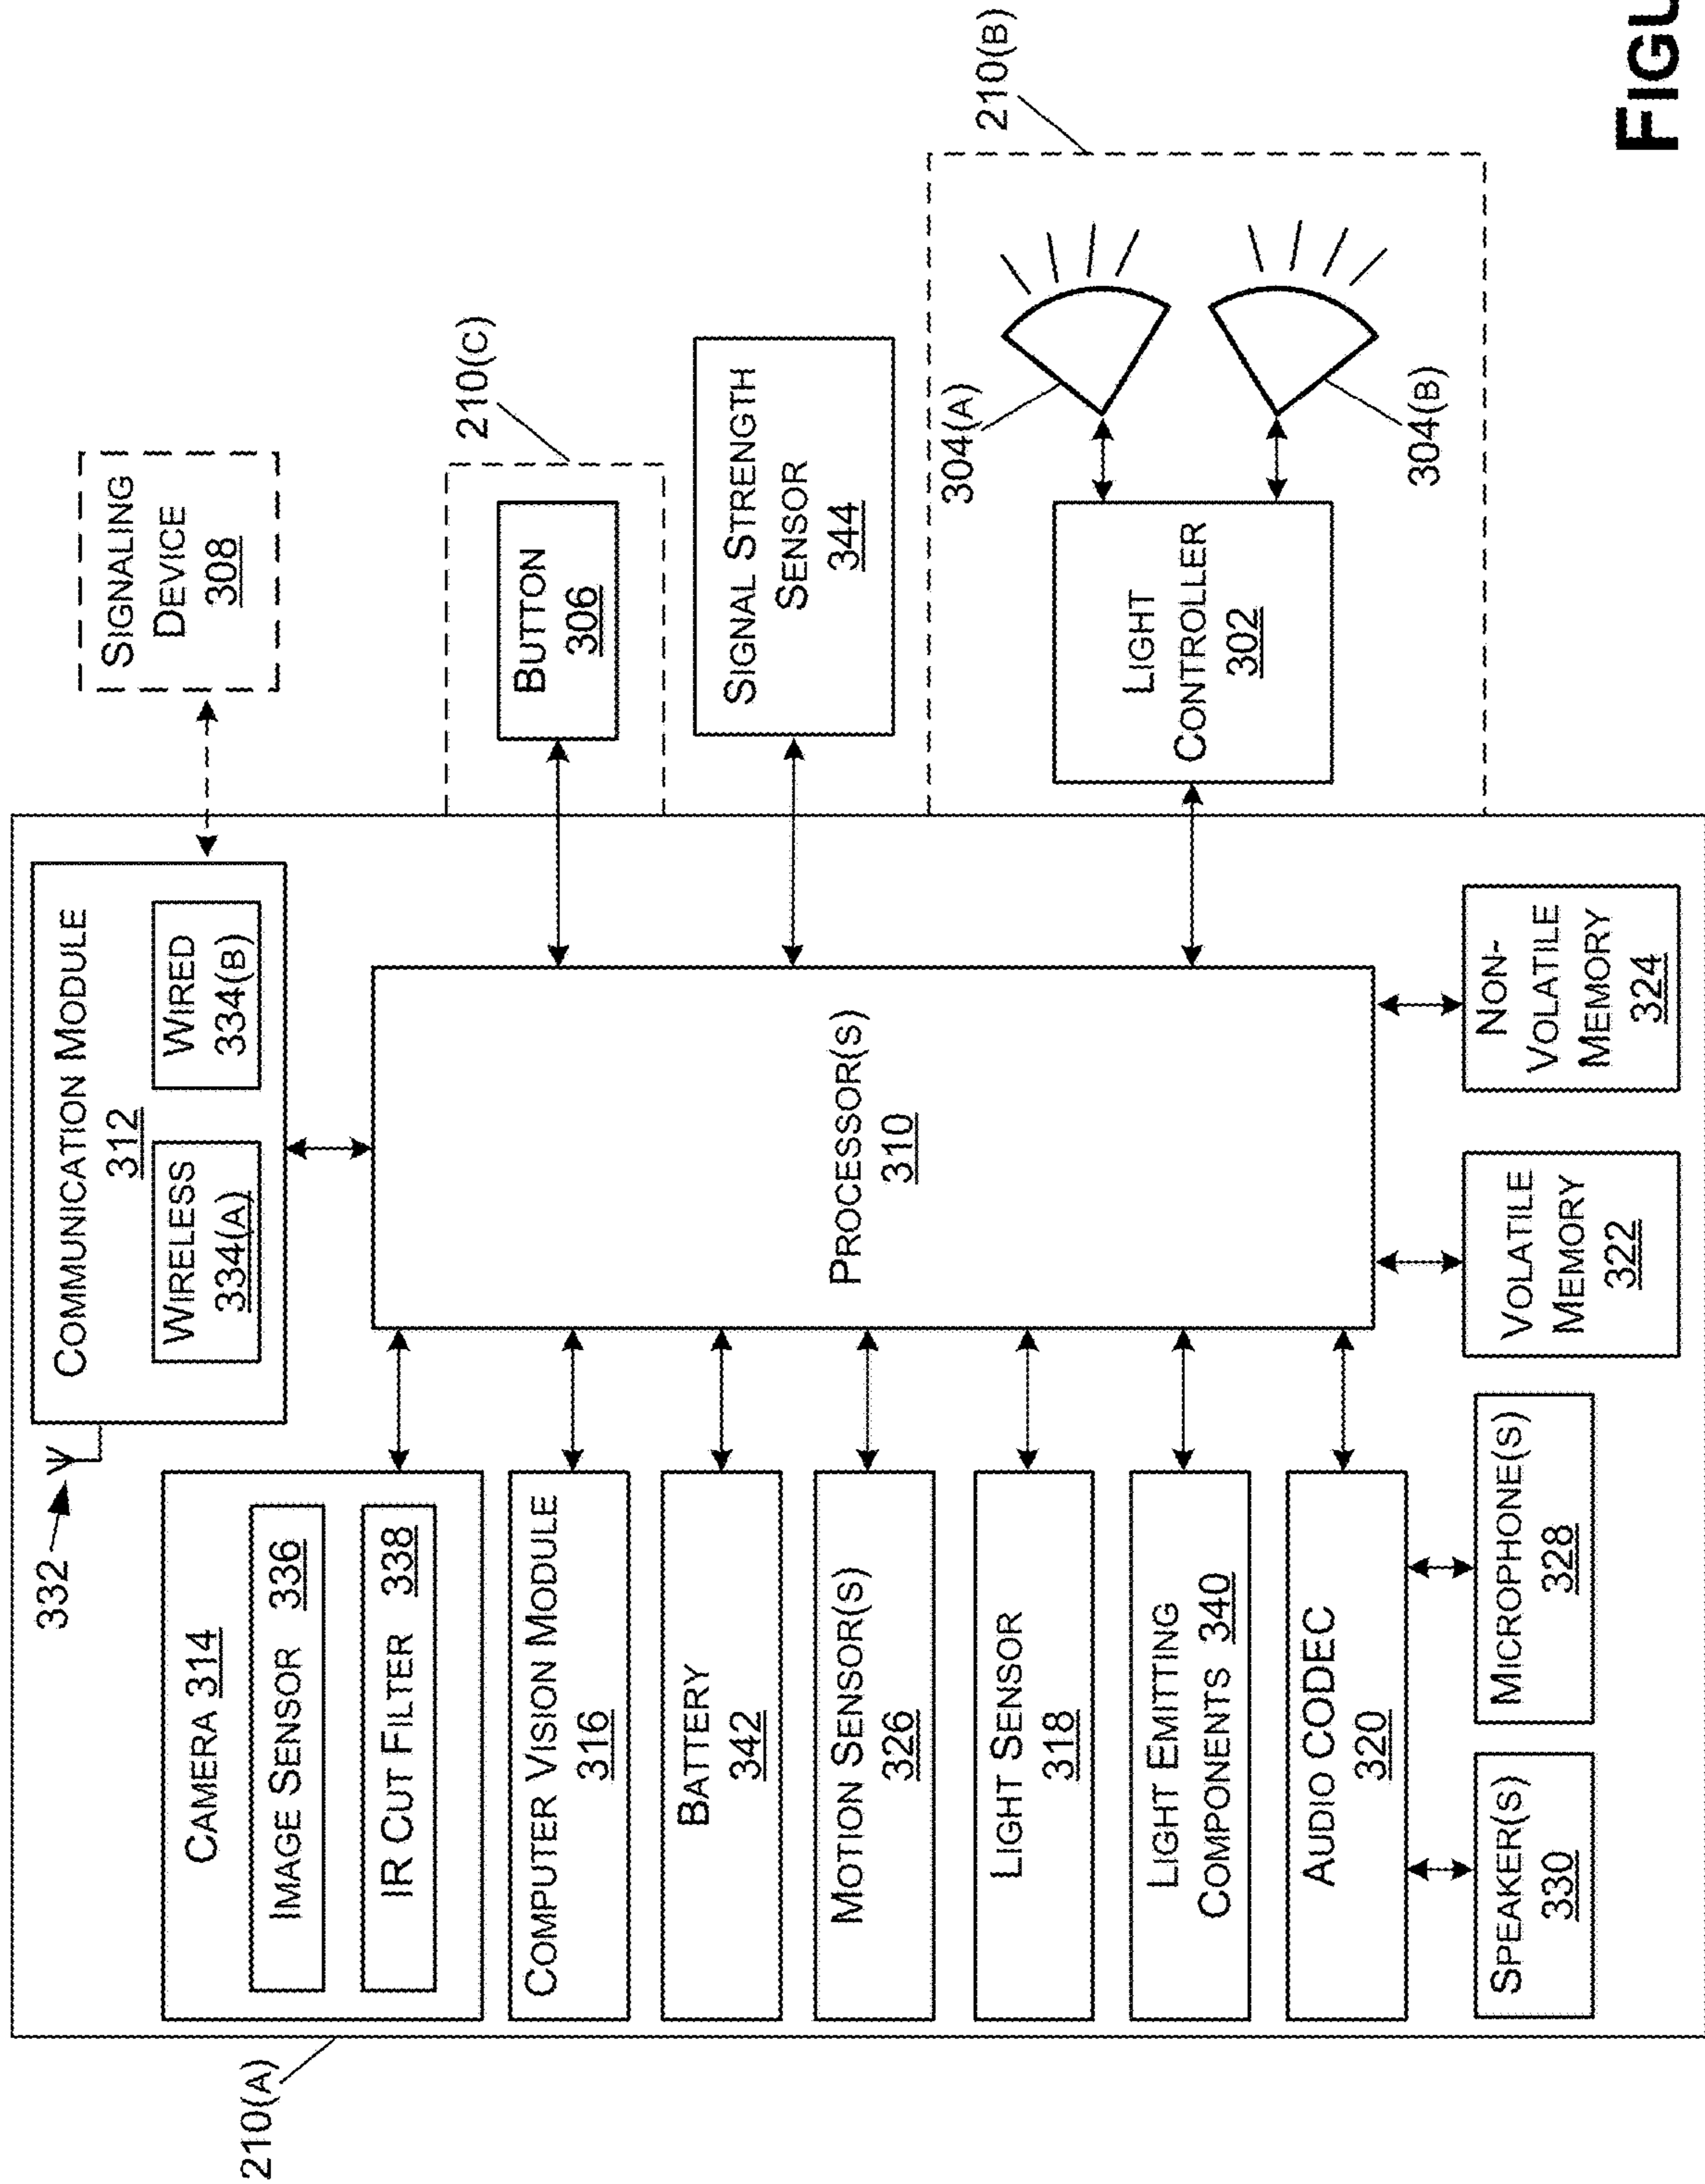 210(A)
332
COMMUNICATION MODULE
312
WIRELESS
334(A)
WIRED
334(B)
SIGNALING
DEVICE
308
CAMERA 314
IMAGE SENSOR 336
IR CUT FILTER 338
COMPUTER VISION MODULE
316
BATTERY
342
MOTION SENSOR(S)
326
LIGHT SENSOR
318
LIGHT EMITTING
COMPONENTS 340
AUDIO CODEC
320
SPEAKER(S)
330
MICROPHONE(S)
328
PROCESSOR(S)
310
VOLATILE
MEMORY
322
NON-
VOLATILE
MEMORY
324
210(C)
BUTTON
306
SIGNAL STRENGTH
SENSOR
344
210(B)
LIGHT
CONTROLLER
302
304(A)
304(B)